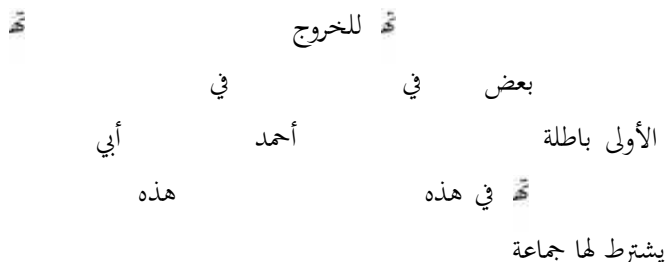 للخروج
بعض في في
الأولى باطلة أحمد أبي
في هذه هذه
يشترط لها جماعة